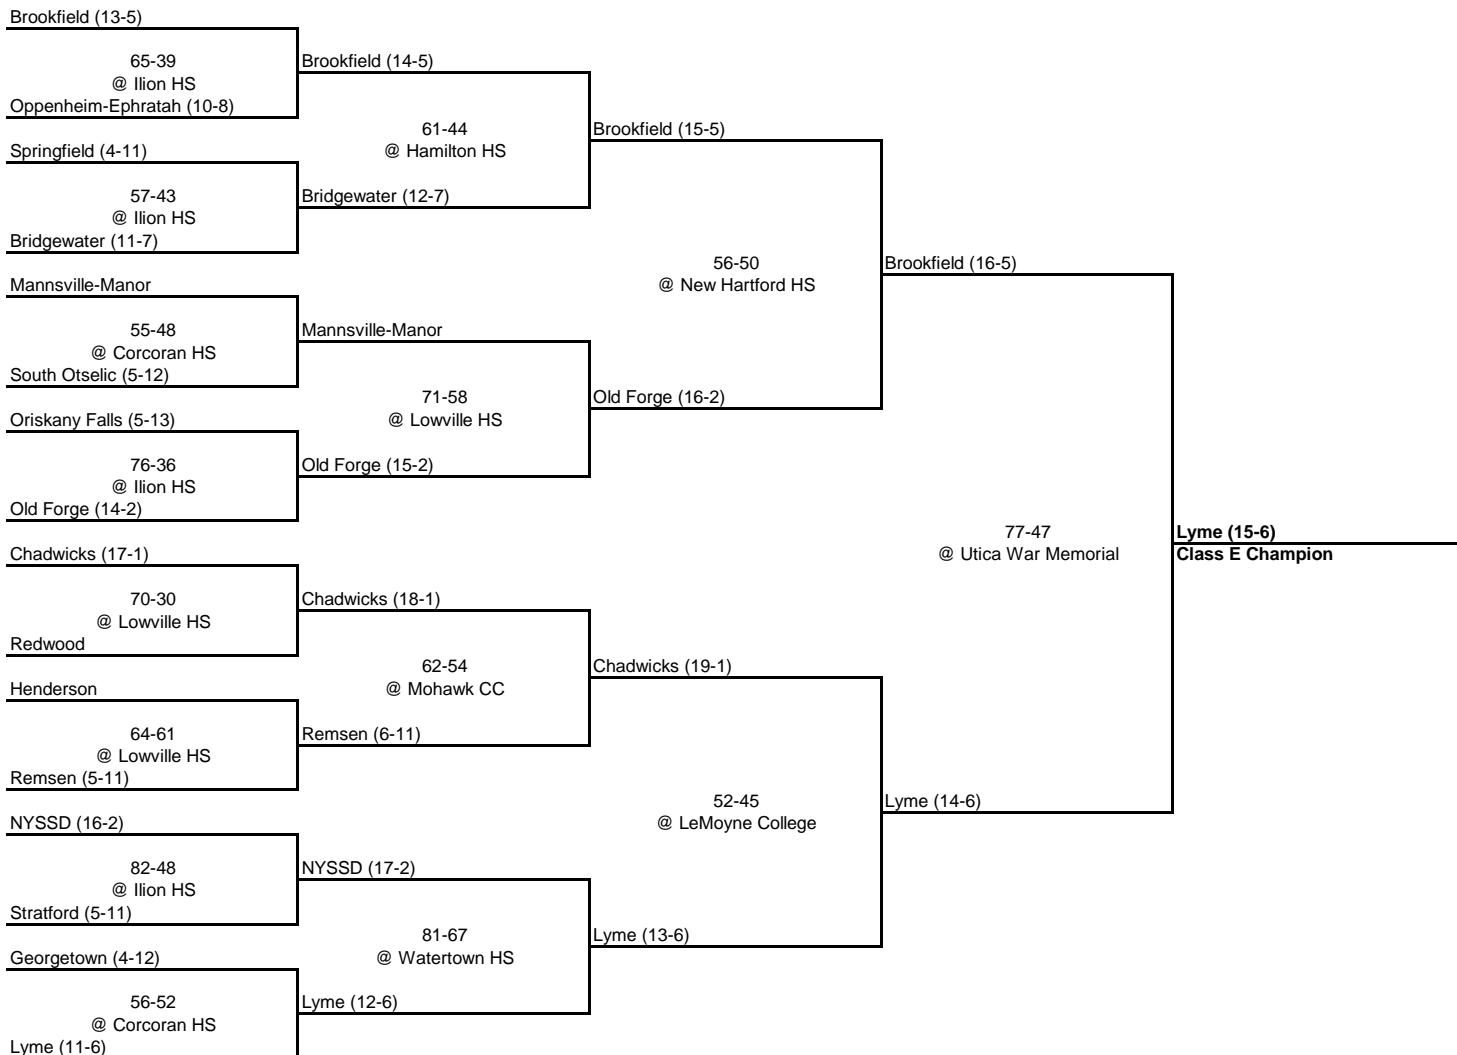 Brookfield (13-5)
65-39
@ Ilion HS
Oppenheim-Ephratah (10-8)
Springfield (4-11)
57-43
@ Ilion HS
Bridgewater (11-7)
Mannsville-Manor
55-48
@ Corcoran HS
South Otselic (5-12)
Oriskany Falls (5-13)
76-36
@ Ilion HS
Old Forge (14-2)
Chadwicks (17-1)
70-30
@ Lowville HS
Redwood
Henderson
64-61
@ Lowville HS
Remsen (5-11)
NYSSD (16-2)
82-48
@ Ilion HS
Stratford (5-11)
Georgetown (4-12)
56-52
@ Corcoran HS
Lyme (11-6)
Brookfield (14-5)
61-44
@ Hamilton HS
Bridgewater (12-7)
Mannsville-Manor
71-58
@ Lowville HS
Old Forge (15-2)
Chadwicks (18-1)
62-54
@ Mohawk CC
Remsen (6-11)
NYSSD (17-2)
81-67
@ Watertown HS
Lyme (12-6)
Brookfield (15-5)
56-50
@ New Hartford HS
Old Forge (16-2)
Chadwicks (19-1)
52-45
@ LeMoyne College
Lyme (13-6)
Brookfield (16-5)
77-47
@ Utica War Memorial
Lyme (14-6)
Lyme (15-6)
Class E Champion